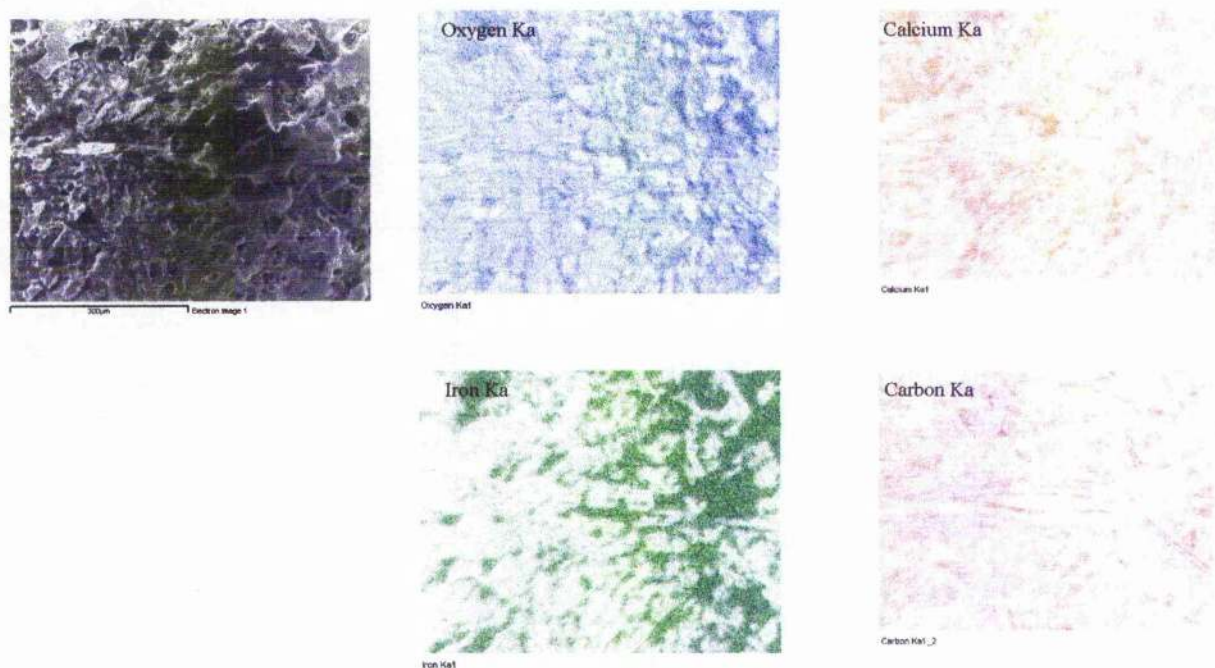 Oxygen Ka
Calcium Ka
300µm
Electron Image 1
Oxygen Ka1
Calcium Ka1
Iron Ka
Carbon Ka
Iron Ka1
Carbon Ka1_2